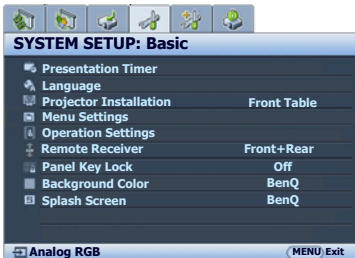 SYSTEM SETUP: Basic
Presentation Timer
Language
Projector Installation Front Table
Menu Settings
Operation Settings
Remote Receiver Front+Rear
Panel Key Lock Off
Background Color BenQ
Splash Screen BenQ
Analog RGB MENU Exit